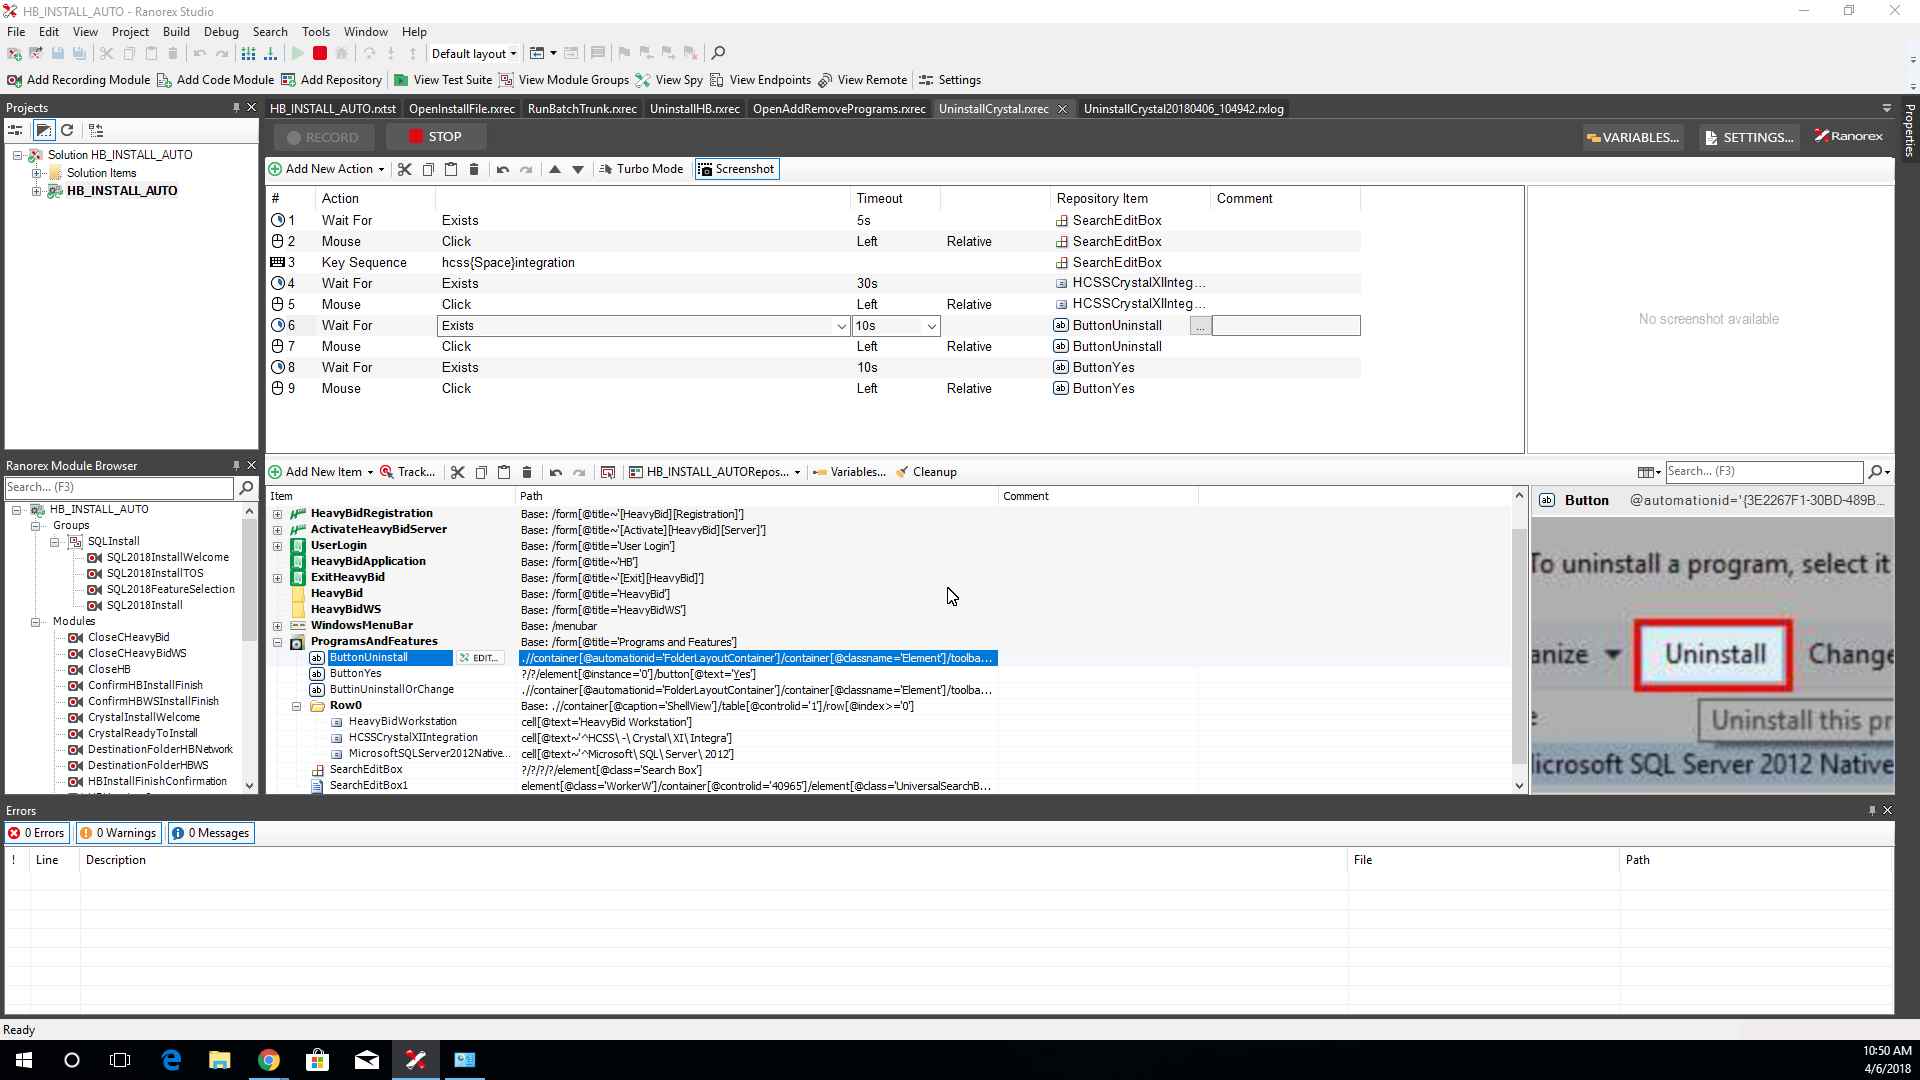 HB_INSTALL_AUTO - Ranorex Studio
File Edit View Project Build Debug Search Tools Window Help
Default layout
Add Recording Module Add Code Module Add Repository View Test Suite View Module Groups View Spy View Endpoints View Remote Settings
Projects
HB_INSTALL_AUTO.rxtst OpenInstallFile.rxrec RunBatchTrunk.rxrec UninstallHB.rxrec OpenAddRemovePrograms.rxrec UninstallCrystal.rxrec UninstallCrystal20180406_104942.rxlog
Properties
RECORD STOP VARIABLES... SETTINGS... Ranorex
Solution HB_INSTALL_AUTO
Solution Items
HB_INSTALL_AUTO
Add New Action Turbo Mode Screenshot
# Action Timeout Repository Item Comment
1 Wait For Exists 5s SearchEditBox
2 Mouse Click Left Relative SearchEditBox
3 Key Sequence hcss{Space}integration SearchEditBox
4 Wait For Exists 30s HCSSCrystalXIInteg...
5 Mouse Click Left Relative HCSSCrystalXIInteg...
6 Wait For Exists 10s ab ButtonUninstall ...
7 Mouse Click Left Relative ab ButtonUninstall
8 Wait For Exists 10s ab ButtonYes
9 Mouse Click Left Relative ab ButtonYes
No screenshot available
Ranorex Module Browser
Search... (F3)
HB_INSTALL_AUTO
Groups
SQLInstall
SQL2018InstallWelcome
SQL2018InstallTOS
SQL2018FeatureSelection
SQL2018Install
Modules
CloseCHeavyBid
CloseCHeavyBidWS
CloseHB
ConfirmHBInstallFinish
ConfirmHBWSInstallFinish
CrystalInstallWelcome
CrystalReadyToInstall
DestinationFolderHBNetwork
DestinationFolderHBWS
HBInstallFinishConfirmation
Add New Item Track... HB_INSTALL_AUTORepos... Variables... Cleanup Search... (F3)
Item Path Comment
HeavyBidRegistration Base: /form[@title~'[HeavyBid][Registration]']
ActivateHeavyBidServer Base: /form[@title~'[Activate][HeavyBid][Server]']
UserLogin Base: /form[@title='User Login']
HeavyBidApplication Base: /form[@title~'HB']
ExitHeavyBid Base: /form[@title~'[Exit][HeavyBid]']
HeavyBid Base: /form[@title='HeavyBid']
HeavyBidWS Base: /form[@title='HeavyBidWS']
WindowsMenuBar Base: /menubar
ProgramsAndFeatures Base: /form[@title='Programs and Features']
ab ButtonUninstall EDIT... .//container[@automationid='FolderLayoutContainer']/container[@classname='Element']/toolba...
ab ButtonYes ?/?/element[@instance='0']/button[@text='Yes']
ab ButtinUninstallOrChange .//container[@automationid='FolderLayoutContainer']/container[@classname='Element']/toolba...
Row0 Base: .//container[@caption='ShellView']/table[@controlid='1']/row[@index>='0']
HeavyBidWorkstation cell[@text='HeavyBid Workstation']
HCSSCrystalXIIntegration cell[@text~'^HCSS\ -\ Crystal\ XI\ Integra']
MicrosoftSQLServer2012Native... cell[@text~'^Microsoft\ SQL\ Server\ 2012']
SearchEditBox ?/?/?/?/element[@class='Search Box']
SearchEditBox1 element[@class='WorkerW']/container[@controlid='40965']/element[@class='UniversalSearchB...
ab Button @automationid='{3E2267F1-30BD-489B...
To uninstall a program, select it
anize Uninstall Change
Uninstall this pr
icrosoft SQL Server 2012 Native
Errors
0 Errors 0 Warnings 0 Messages
! Line Description File Path
Ready
10:50 AM
4/6/2018